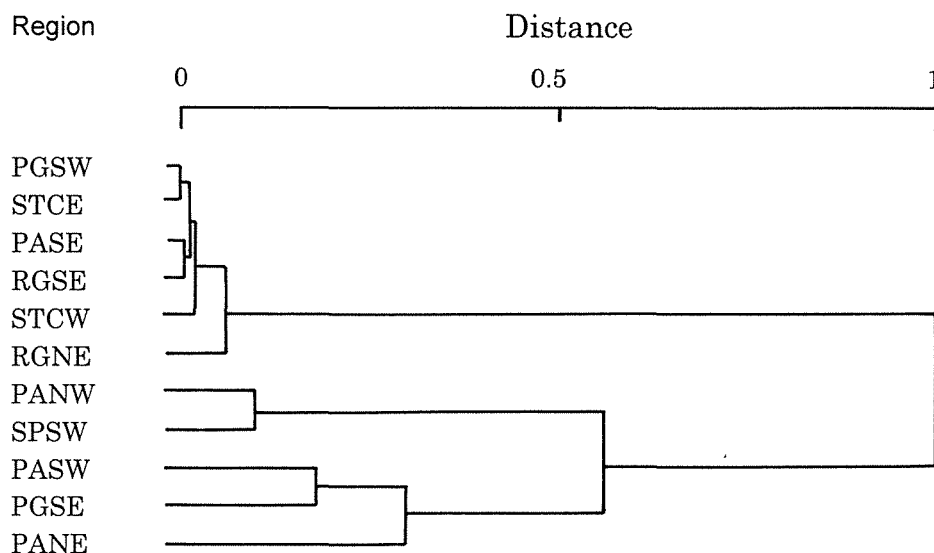 Region Distance
0 0.5 1
PGSW
STCE
PASE
RGSE
STCW
RGNE
PANW
SPSW
PASW
PGSE
PANE